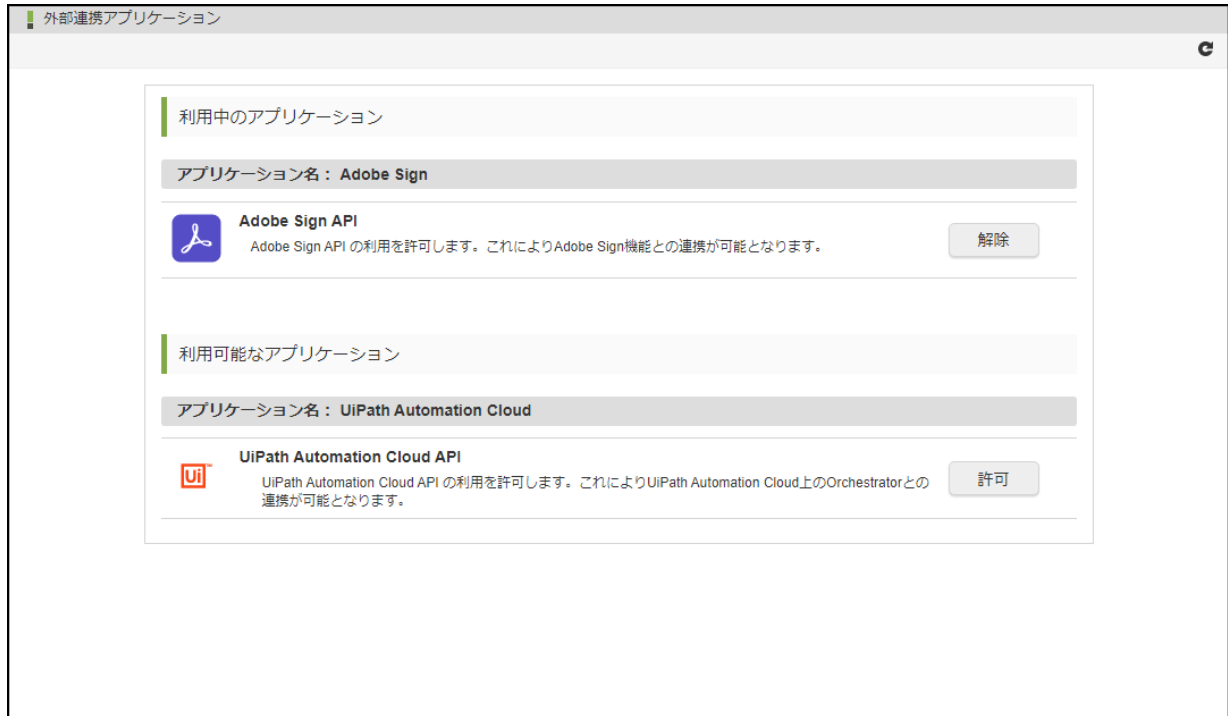 外部連携アプリケーション
利用中のアプリケーション
アプリケーション名： Adobe Sign
Adobe Sign API
Adobe Sign API の利用を許可します。これによりAdobe Sign機能との連携が可能となります。
解除
利用可能なアプリケーション
アプリケーション名： UiPath Automation Cloud
Ui™
UiPath Automation Cloud API
UiPath Automation Cloud API の利用を許可します。これによりUiPath Automation Cloud上のOrchestratorとの
連携が可能となります。
許可